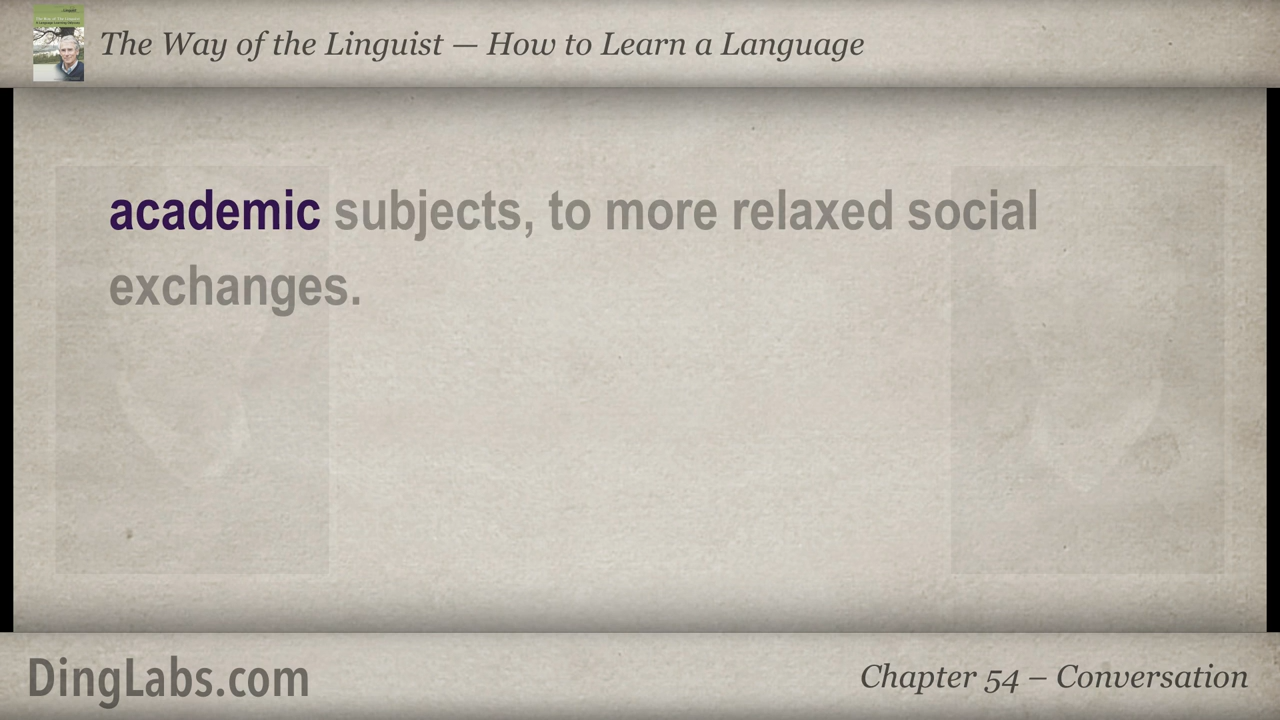 The Way of the Linguist — How to Learn a Language
academic subjects, to more relaxed social
exchanges.
DingLabs.com
Chapter 54 – Conversation